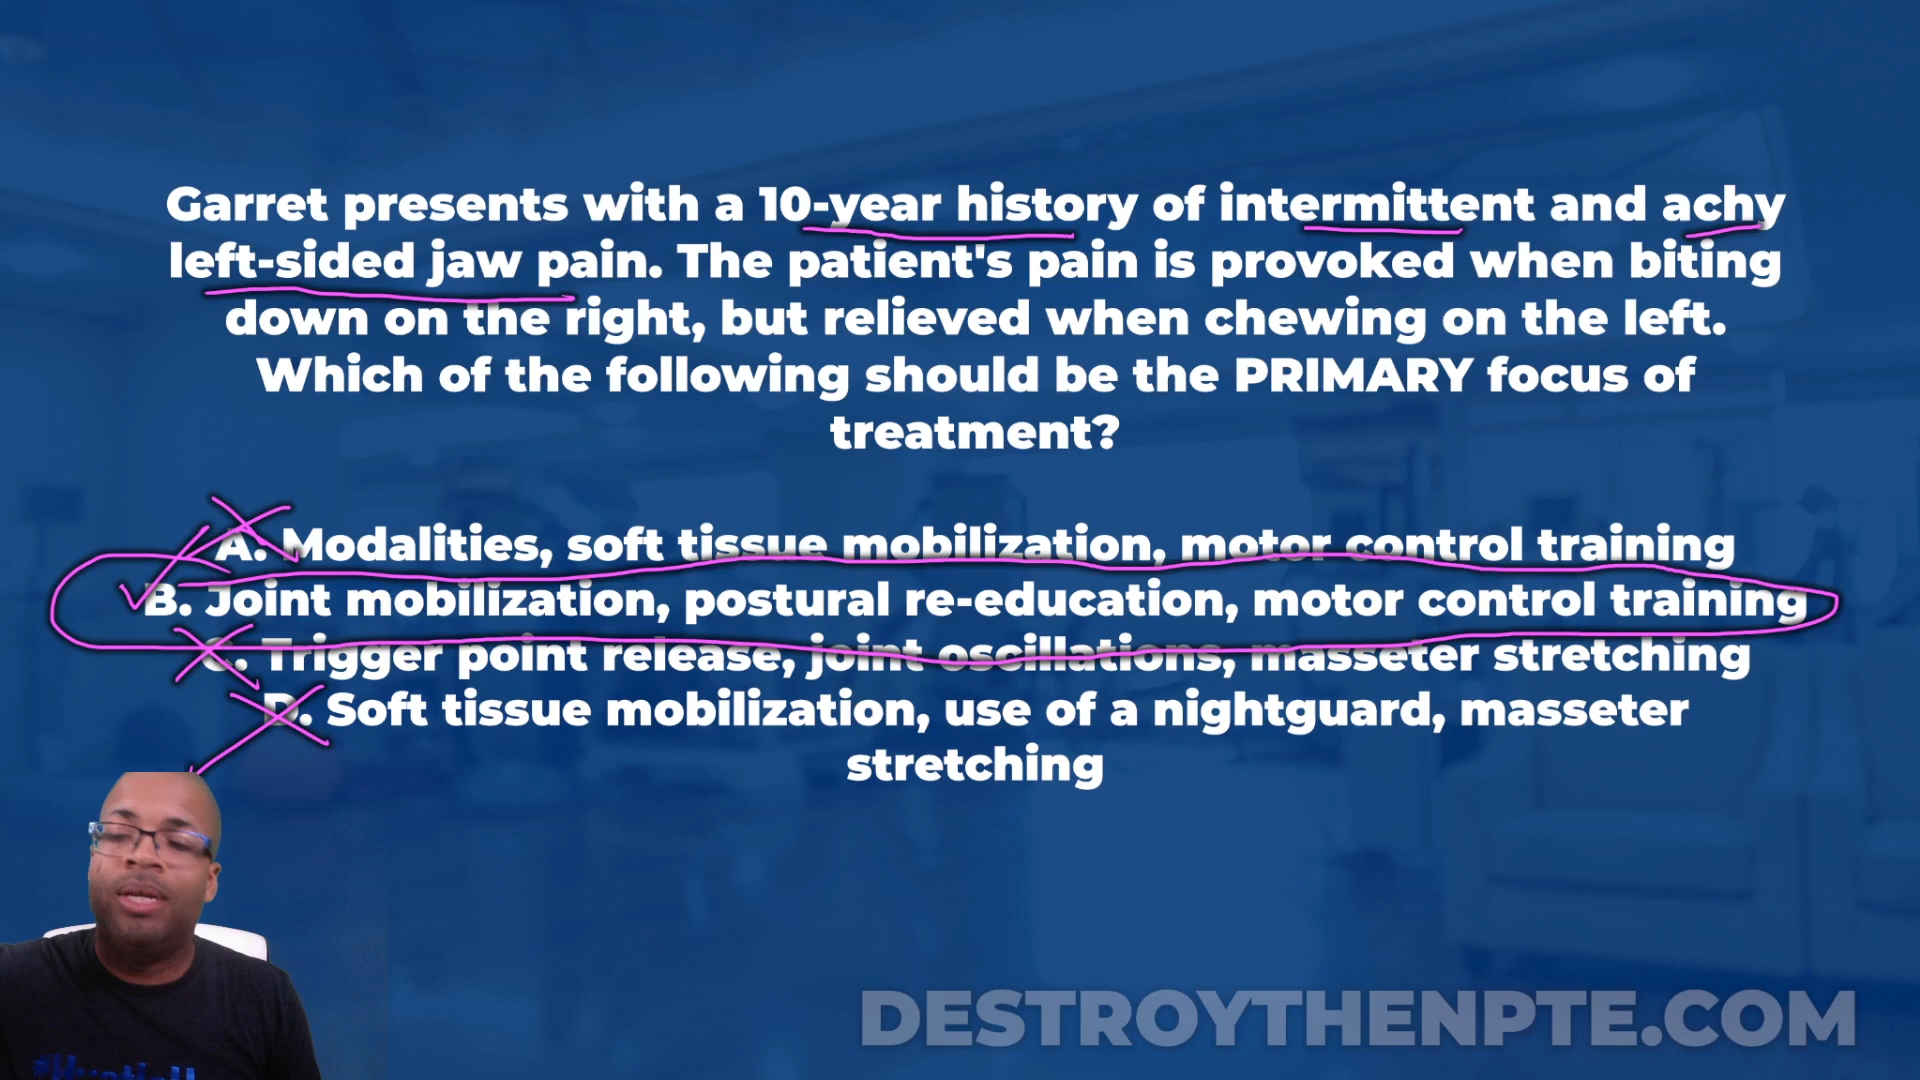 Garret presents with a 10-year history of intermittent and achy
left-sided jaw pain. The patient's pain is provoked when biting
down on the right, but relieved when chewing on the left.
Which of the following should be the PRIMARY focus of
treatment?
A. Modalities, soft tissue mobilization, motor control training
B. Joint mobilization, postural re-education, motor control training
C. Trigger point release, joint oscillations, masseter stretching
D. Soft tissue mobilization, use of a nightguard, masseter
stretching
DESTROYTHENPTE.COM